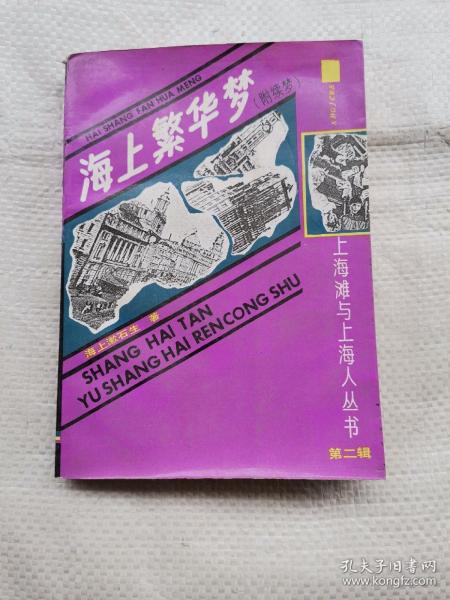 HAI SHANG FAN HUA MENG
海上繁华梦
(附续梦)
海上漱石生 著
SHANG HAI TAN
YU SHANG HAI RENCONG SHU
上海滩与上海人丛书
第二辑
孔夫子旧书网
www.kongfz.com